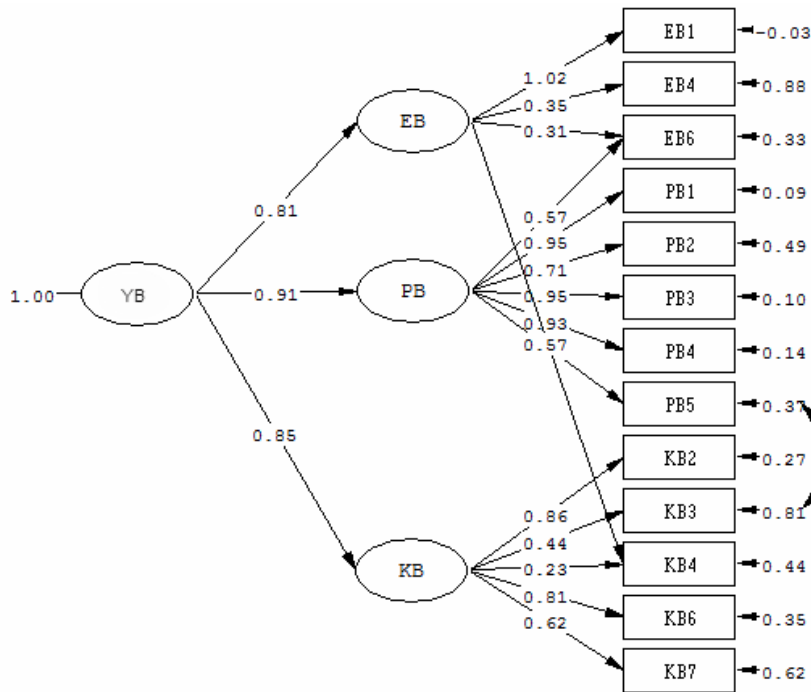 EB1
-0.03
1.02
EB4
0.88
0.35
EB
0.31
EB6
0.33
PB1
0.09
0.81
0.57
0.95
PB2
0.49
0.71
1.00
YB
0.91
PB
0.95
PB3
0.10
0.93
0.57
PB4
0.14
PB5
0.37
0.85
KB2
0.27
0.86
KB3
0.81
0.44
KB
0.23
KB4
0.44
0.81
KB6
0.35
0.62
KB7
0.62